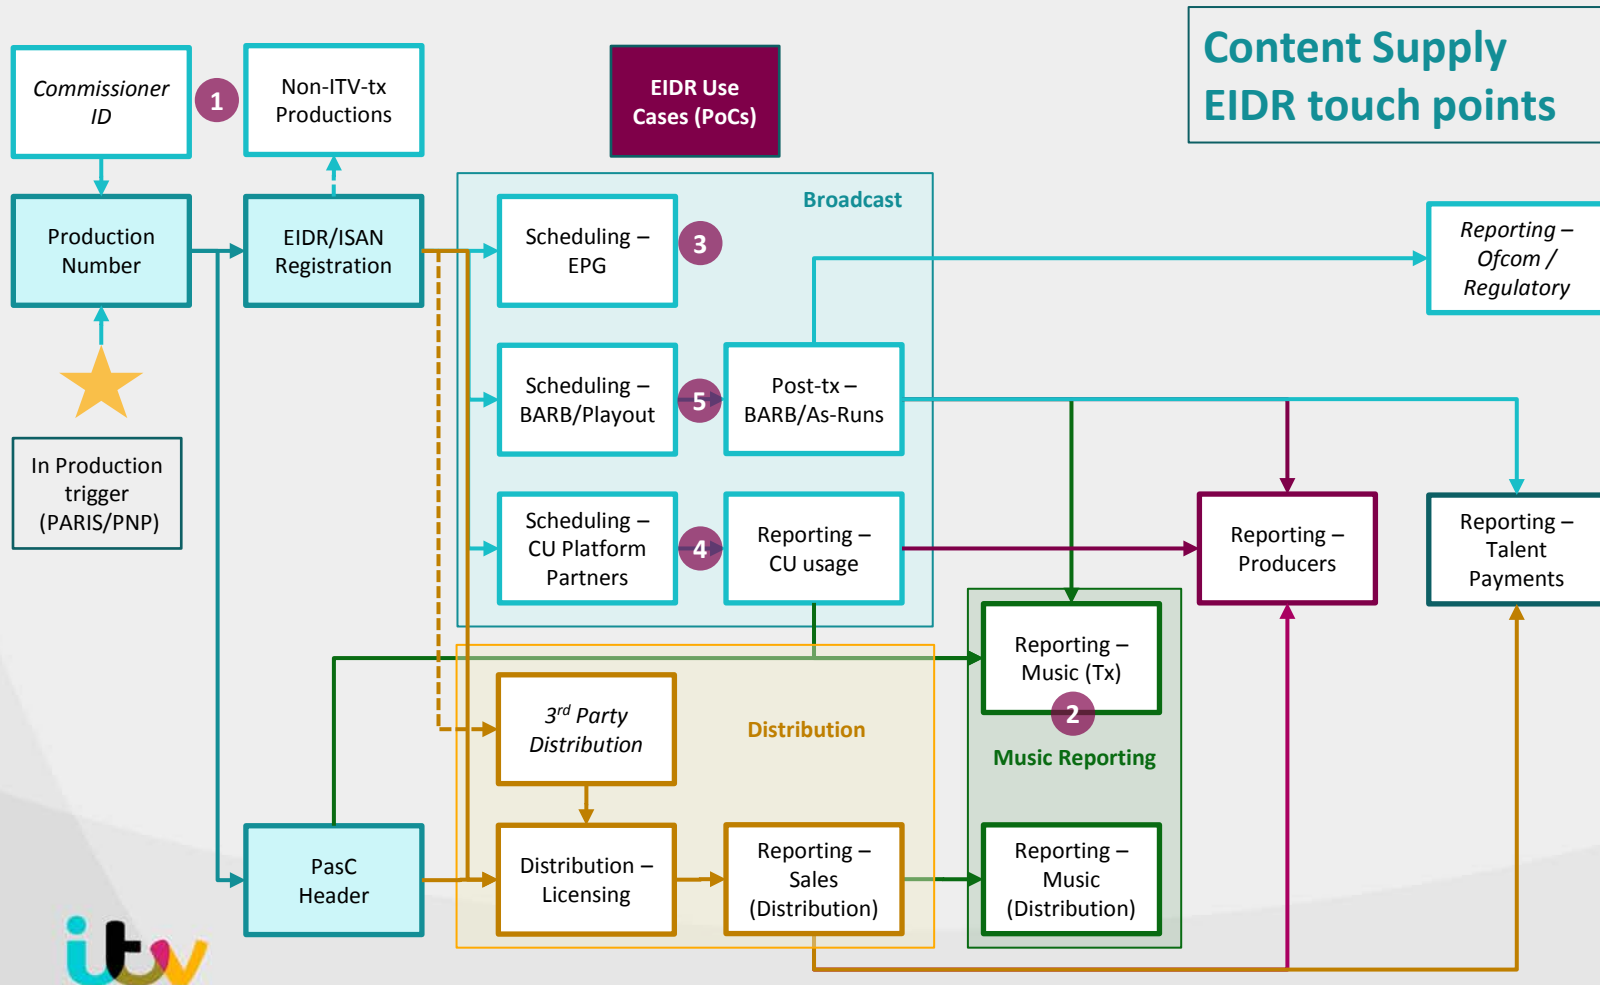 Content Supply
EIDR touch points
Commissioner
ID
1
Non-ITV-tx
Productions
EIDR Use
Cases (PoCs)
Broadcast
Production
Number
EIDR/ISAN
Registration
Scheduling –
EPG
3
Reporting –
Ofcom /
Regulatory
In Production
trigger
(PARIS/PNP)
Scheduling –
BARB/Playout
5
Post-tx –
BARB/As-Runs
Scheduling –
CU Platform
Partners
4
Reporting –
CU usage
Reporting –
Producers
Reporting –
Talent
Payments
Reporting –
Music (Tx)
2
Music Reporting
3rd Party
Distribution
Distribution
PasC
Header
Distribution –
Licensing
Reporting –
Sales
(Distribution)
Reporting –
Music
(Distribution)
itv